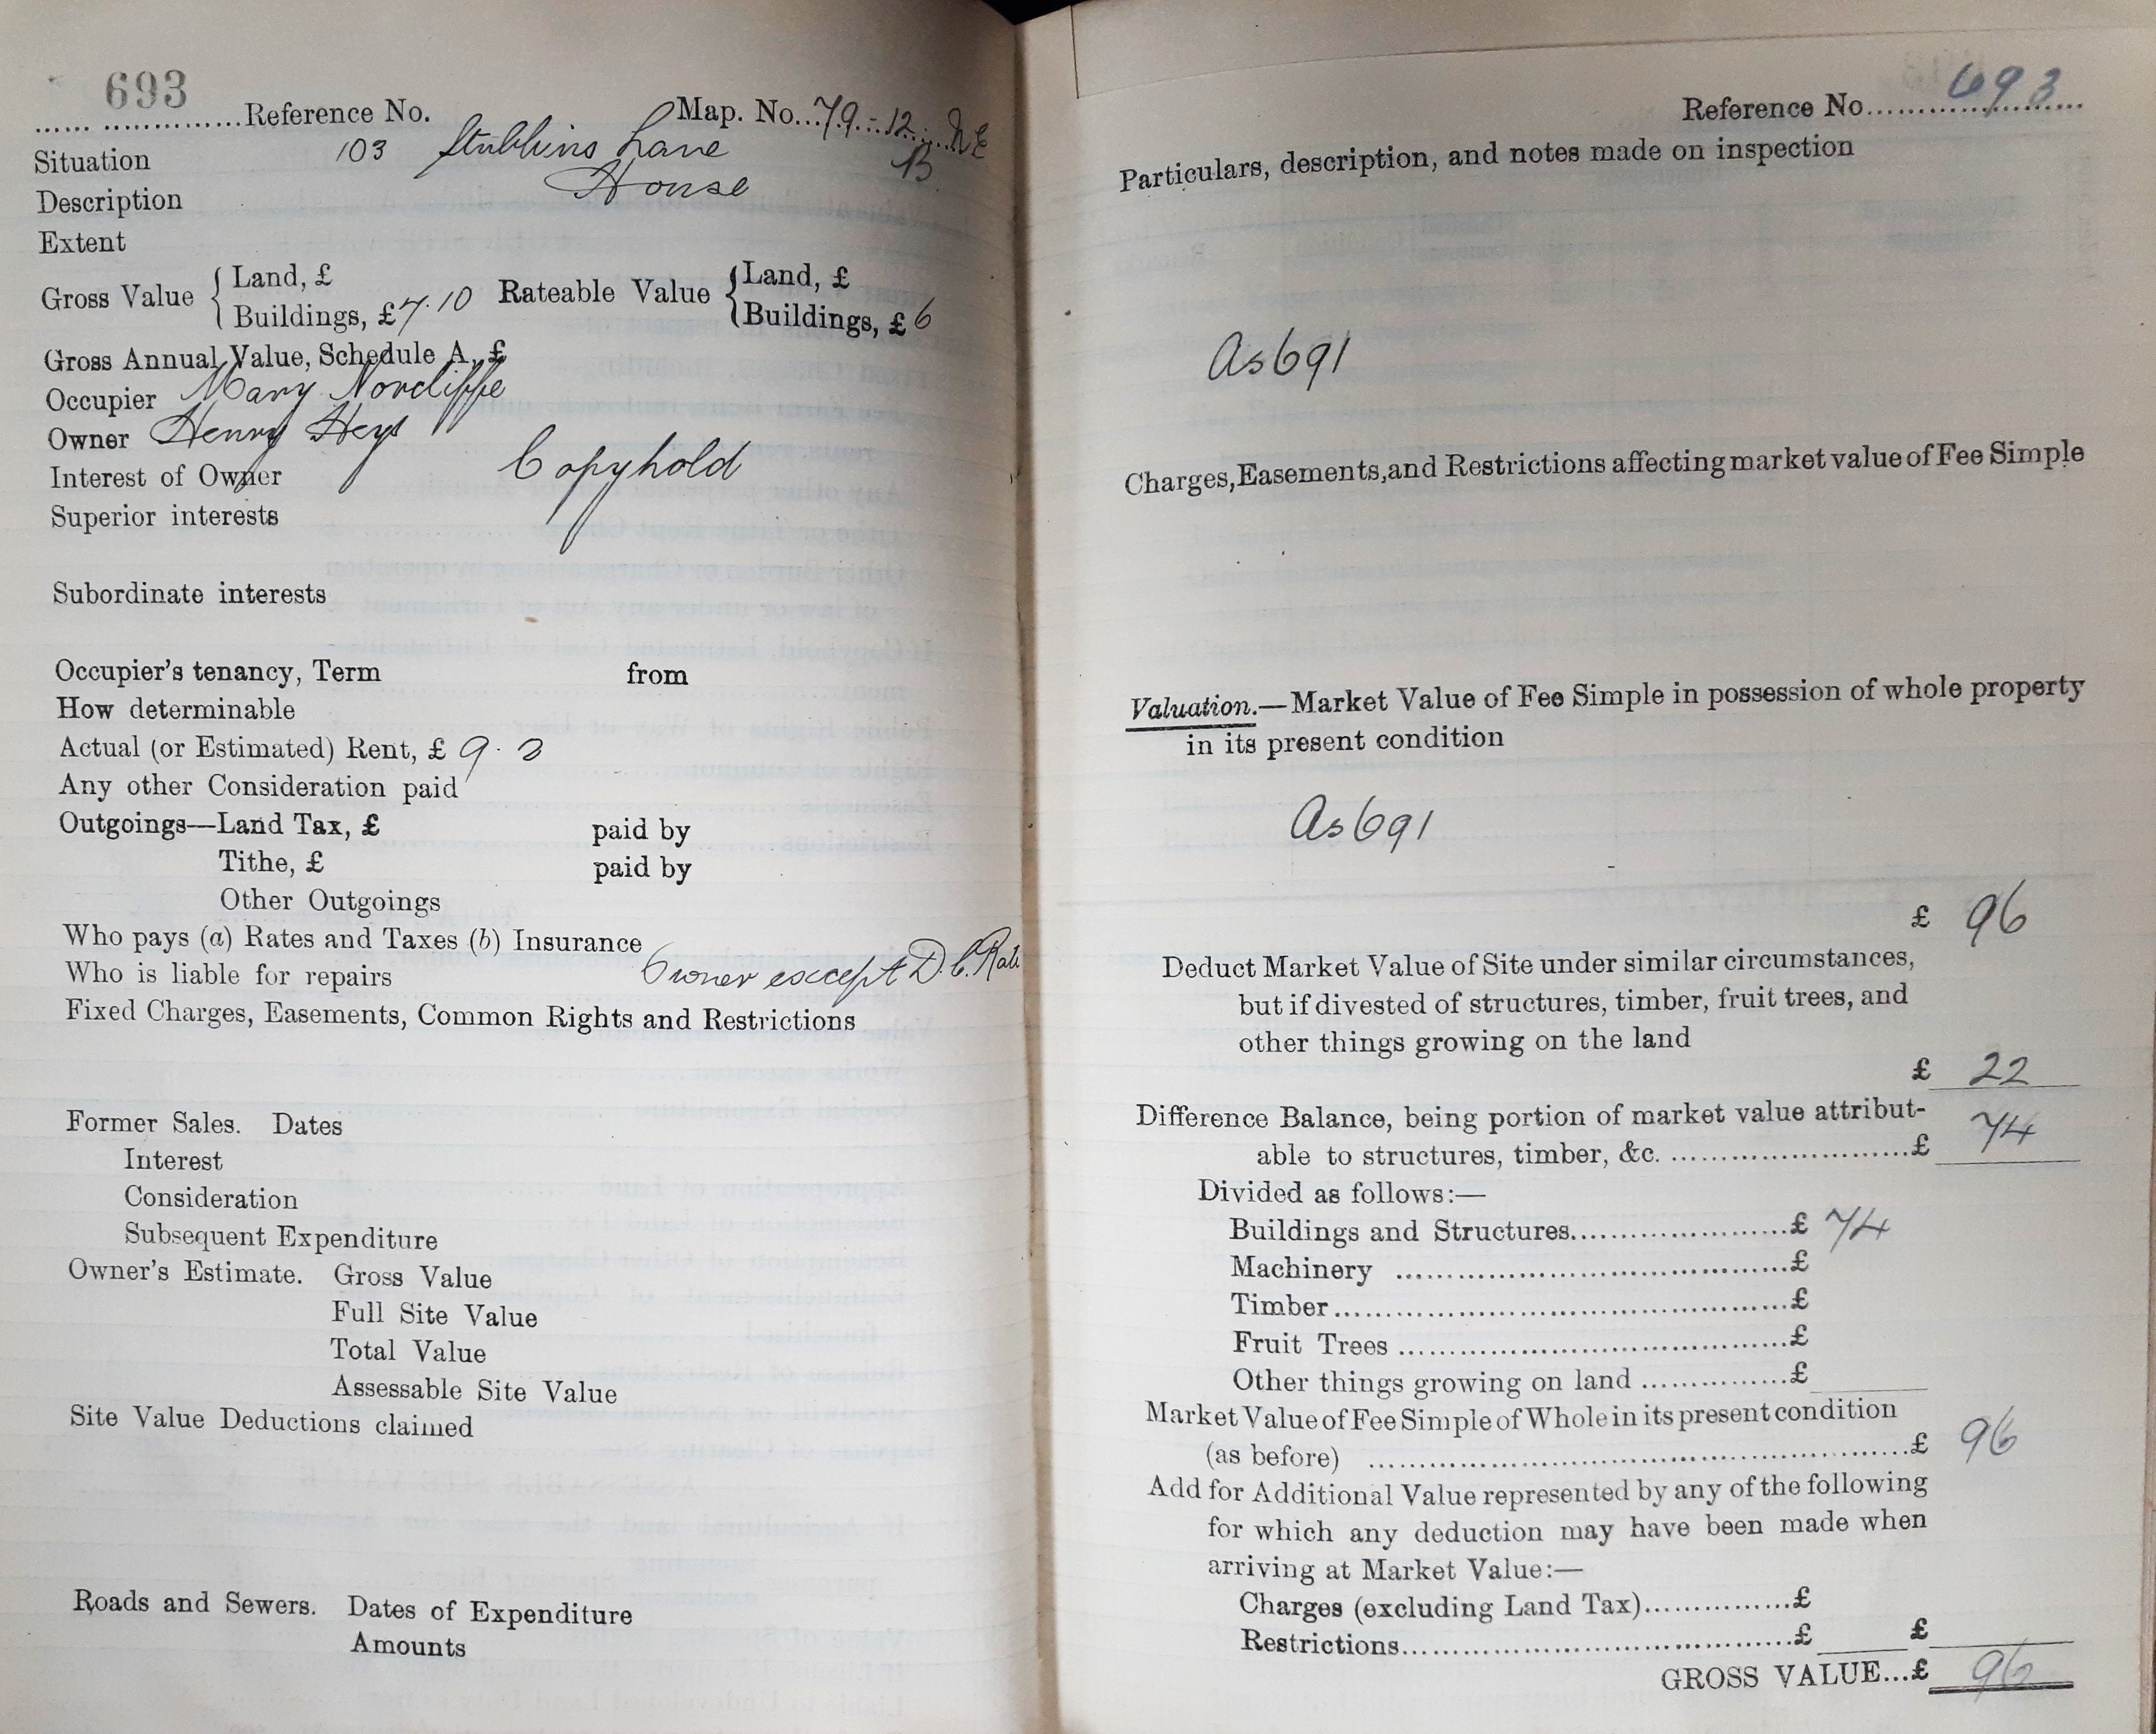 693
...... ..............Reference No. Map. No...79.-12...NE
Situation 103 Stubbins Lane B
Description House
Extent
Gross Value { Land, £ Rateable Value { Land, £
Buildings, £ 7.10 Buildings, £ 6
Gross Annual Value, Schedule A, £
Occupier Mary Norcliffe
Owner Henry Heys
Interest of Owner Copyhold
Superior interests
Subordinate interests
Occupier's tenancy, Term from
How determinable
Actual (or Estimated) Rent, £ 9. 2
Any other Consideration paid
Outgoings—Land Tax, £ paid by
Tithe, £ paid by
Other Outgoings
Who pays (a) Rates and Taxes (b) Insurance
Who is liable for repairs Owner except D.C. Rate
Fixed Charges, Easements, Common Rights and Restrictions
Former Sales. Dates
Interest
Consideration
Subsequent Expenditure
Owner's Estimate. Gross Value
Full Site Value
Total Value
Assessable Site Value
Site Value Deductions claimed
Roads and Sewers. Dates of Expenditure
Amounts
Reference No......693......
Particulars, description, and notes made on inspection
As 691
Charges, Easements, and Restrictions affecting market value of Fee Simple
Valuation.—Market Value of Fee Simple in possession of whole property
in its present condition
As 691
£ 96
Deduct Market Value of Site under similar circumstances,
but if divested of structures, timber, fruit trees, and
other things growing on the land
£ 22
Difference Balance, being portion of market value attribut-
able to structures, timber, &c. ..........................£ 74
Divided as follows:—
Buildings and Structures........................£ 74
Machinery ...........................................£
Timber..................................................£
Fruit Trees ...........................................£
Other things growing on land ................£
Market Value of Fee Simple of Whole in its present condition
(as before) ............................................................£ 96
Add for Additional Value represented by any of the following
for which any deduction may have been made when
arriving at Market Value:—
Charges (excluding Land Tax)................£
Restrictions............................................£ £
GROSS VALUE...£ 96